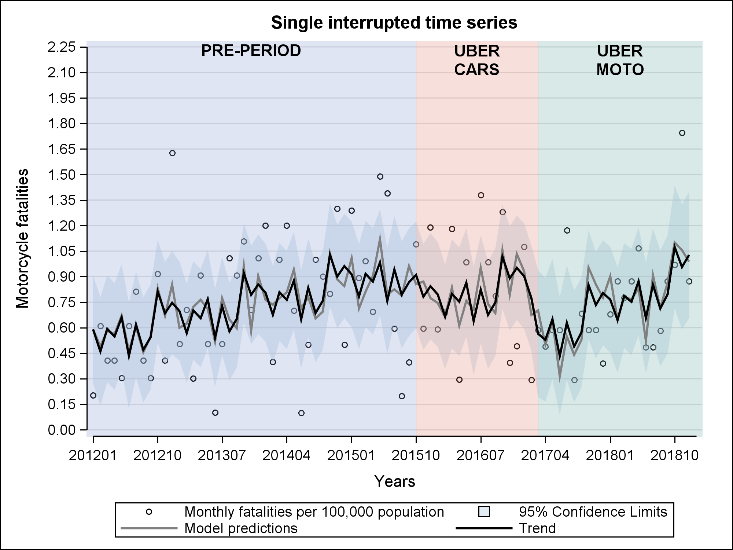 Single interrupted time series
PRE-PERIOD
UBER
CARS
UBER
MOTO
Motorcycle fatalities
2.25
2.10
1.95
1.80
1.65
1.50
1.35
1.20
1.05
0.90
0.75
0.60
0.45
0.30
0.15
0.00
201201 201210 201307 201404 201501 201510 201607 201704 201801 201810
Years
Monthly fatalities per 100,000 population 95% Confidence Limits
Model predictions Trend